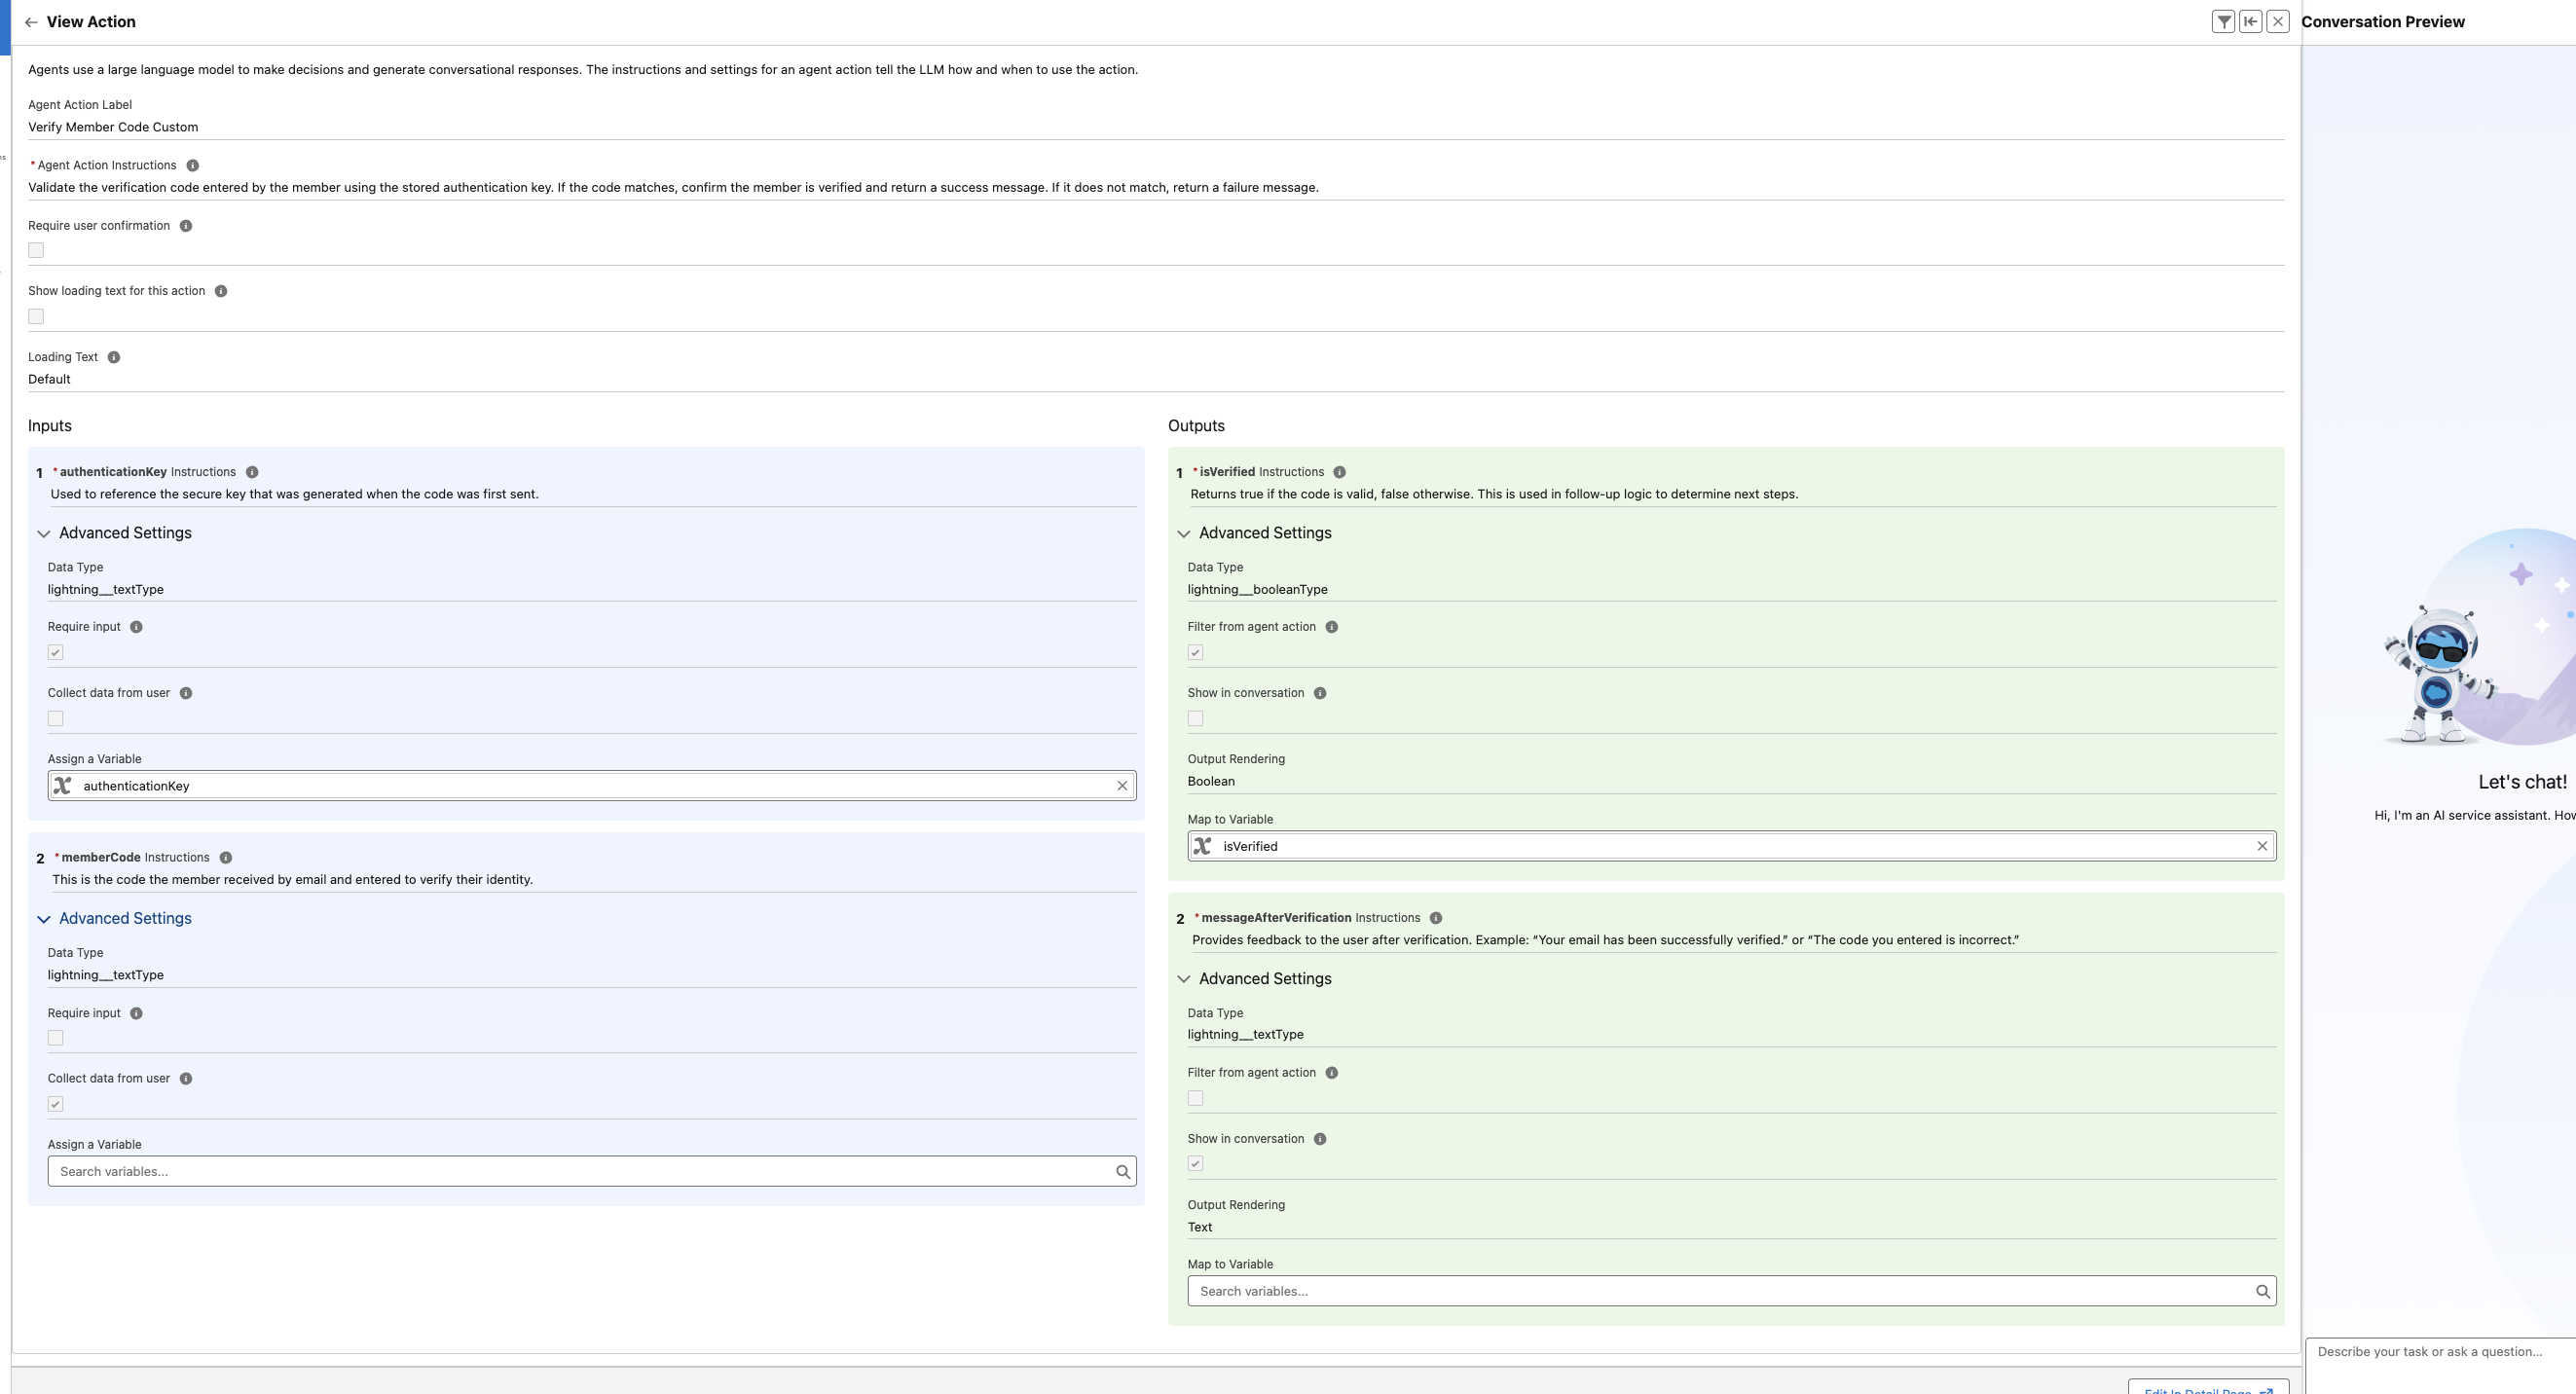 View Action
Conversation Preview
Agents use a large language model to make decisions and generate conversational responses. The instructions and settings for an agent action tell the LLM how and when to use the action.
Agent Action Label
Verify Member Code Custom
* Agent Action Instructions
Validate the verification code entered by the member using the stored authentication key. If the code matches, confirm the member is verified and return a success message. If it does not match, return a failure message.
Require user confirmation
Show loading text for this action
Loading Text
Default
Inputs
1 * authenticationKey Instructions
Used to reference the secure key that was generated when the code was first sent.
Advanced Settings
Data Type
lightning__textType
Require input
Collect data from user
Assign a Variable
authenticationKey
2 * memberCode Instructions
This is the code the member received by email and entered to verify their identity.
Advanced Settings
Data Type
lightning__textType
Require input
Collect data from user
Assign a Variable
Search variables...
Outputs
1 * isVerified Instructions
Returns true if the code is valid, false otherwise. This is used in follow-up logic to determine next steps.
Advanced Settings
Data Type
lightning__booleanType
Filter from agent action
Show in conversation
Output Rendering
Boolean
Map to Variable
isVerified
2 * messageAfterVerification Instructions
Provides feedback to the user after verification. Example: “Your email has been successfully verified.” or “The code you entered is incorrect.”
Advanced Settings
Data Type
lightning__textType
Filter from agent action
Show in conversation
Output Rendering
Text
Map to Variable
Search variables...
Edit In Detail Page
Let's chat!
Hi, I'm an AI service assistant. How
Describe your task or ask a question...